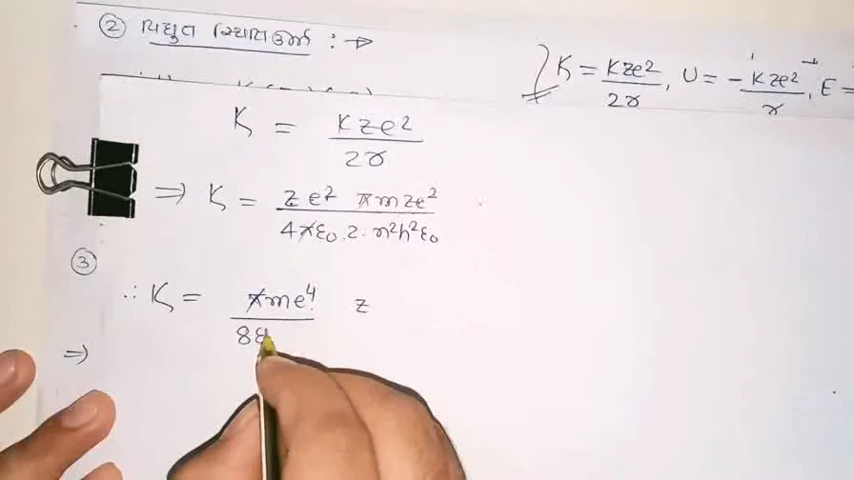 ② વિદ્યુત સ્થિતિઊર્જા :→
K = KZe²/2r, U = -KZe²/r, E =
K = KZe²/2r
⇒ K = Ze² πmZe²/4πε₀.2.n²h²ε₀
③
∴ K = πme⁴/8ε z
⇒